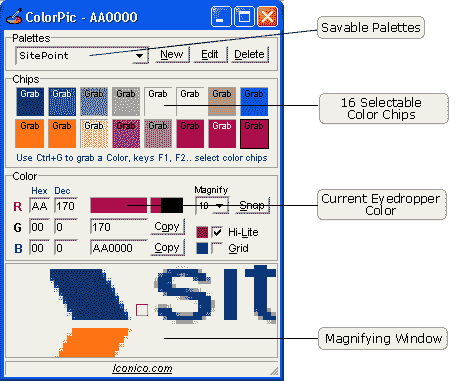 ColorPic - AA0000
Palettes
SitePoint
New Edit Delete
Savable Palettes
Chips
Grab Grab Grab Grab Grab Grab Grab Grab
Grab Grab Grab Grab Grab Grab Grab Grab
16 Selectable
Color Chips
Use Ctrl+G to grab a Color, keys F1, F2.. select color chips
Color
Hex Dec Magnify
R AA 170 18 Snap
Current Eyedropper
Color
G 00 0 170 Copy Hi-Lite
B 00 0 AA0000 Copy Grid
Sit
Magnifying Window
Iconico.com